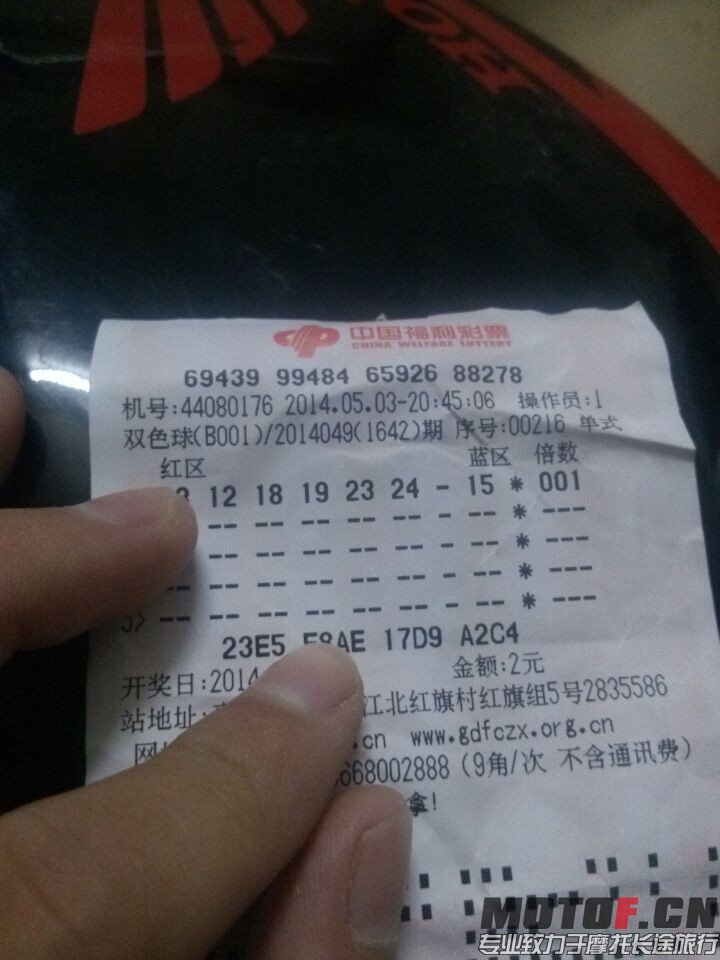 中国福利彩票
CHINA WELFARE LOTTERY
69439 99484 65926 88278
机号:44080176 2014.05.03-20:45:06 操作员:1
双色球(B001)/2014049(1642)期 序号:00216 单式
红区 蓝区 倍数
3 12 18 19 23 24 - 15 * 001
-- -- -- -- -- - -- * ---
-- -- -- -- -- - -- * ---
-- -- -- -- -- -- - -- * ---
5> -- -- -- -- -- -- - -- * ---
23E5 E8AE 17D9 A2C4
金额:2元
开奖日:2014
站地址: 江北红旗村红旗组5号2835586
.cn www.gdfczx.org.cn
668002888 (9角/次 不含通讯费)
拿!
MOTOF.CN
专业致力于摩托长途旅行